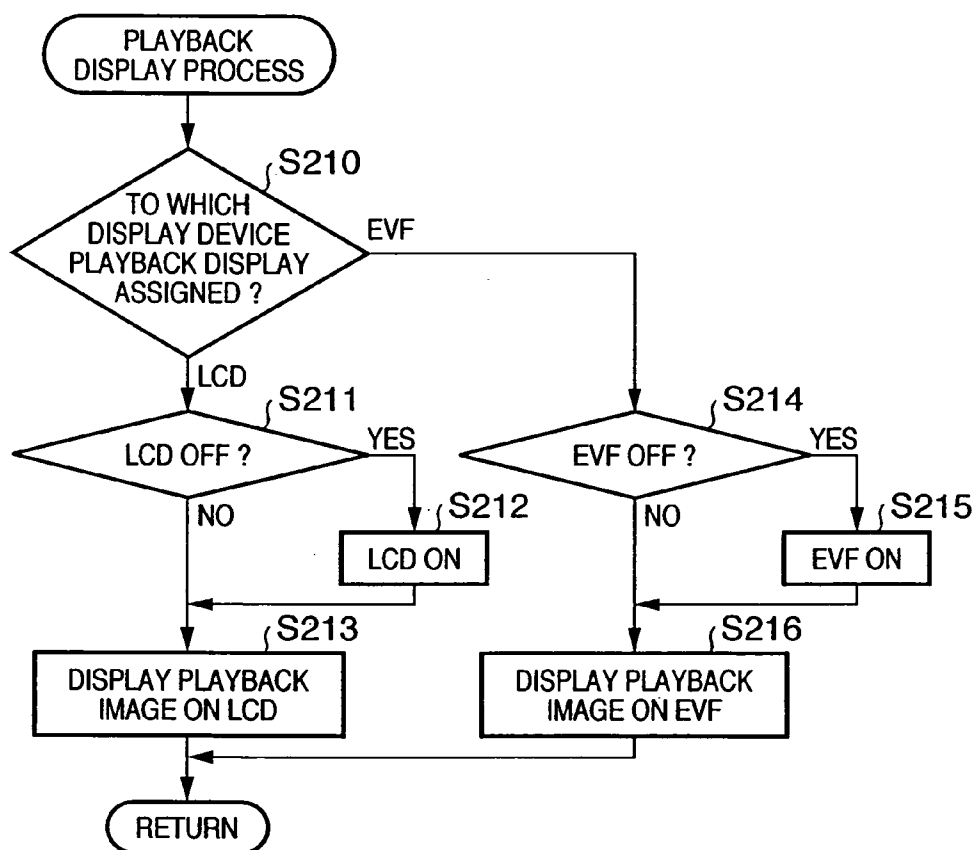 PLAYBACK
DISPLAY PROCESS
S210
TO WHICH
DISPLAY DEVICE
PLAYBACK DISPLAY
ASSIGNED ?
EVF
LCD
S211
LCD OFF ?
YES
NO
S212
LCD ON
S213
DISPLAY PLAYBACK
IMAGE ON LCD
S214
EVF OFF ?
YES
NO
S215
EVF ON
S216
DISPLAY PLAYBACK
IMAGE ON EVF
RETURN